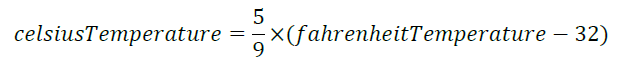 celsiusTemperature = 5/9 × (fahrenheitTemperature − 32)